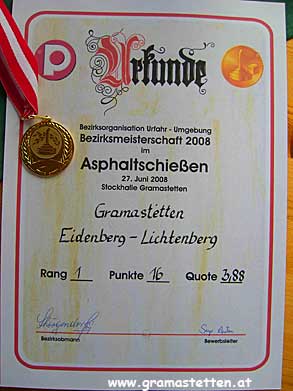 Urkunde
Bezirksorganisation Urfahr - Umgebung
Bezirksmeisterschaft 2008
im
Asphaltschießen
27. Juni 2008
Stockhalle Gramastetten
Gramastetten
Eidenberg - Lichtenberg
Rang 1 Punkte 16 Quote 3,88
Bezirksobmann Bewerbsleiter
www.gramastetten.at